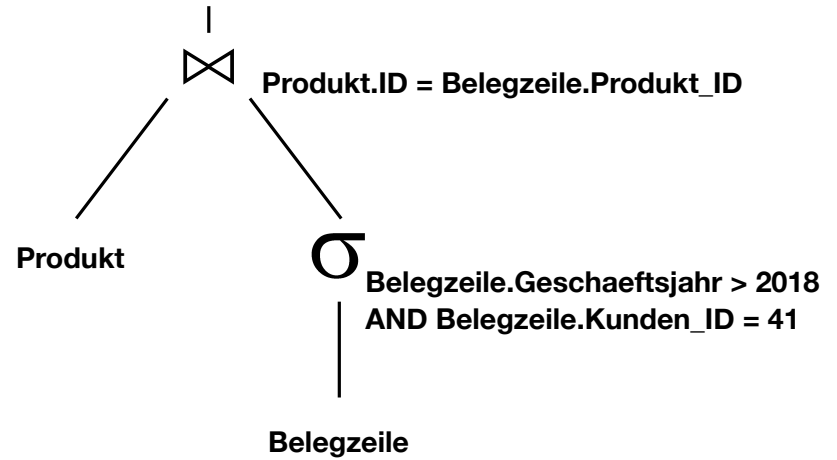 Produkt.ID = Belegzeile.Produkt_ID
Produkt
σ
Belegzeile.Geschaeftsjahr > 2018
AND Belegzeile.Kunden_ID = 41
Belegzeile